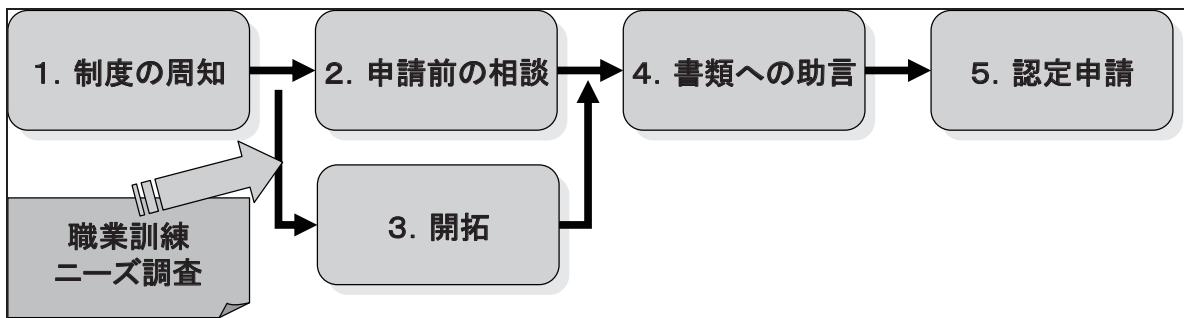 1．制度の周知
2．申請前の相談
4．書類への助言
5．認定申請
3．開拓
職業訓練
ニーズ調査